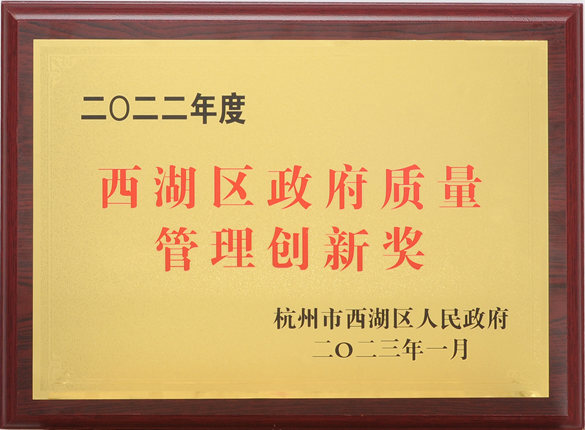 二〇二二年度
西湖区政府质量
管理创新奖
杭州市西湖区人民政府
二〇二三年一月